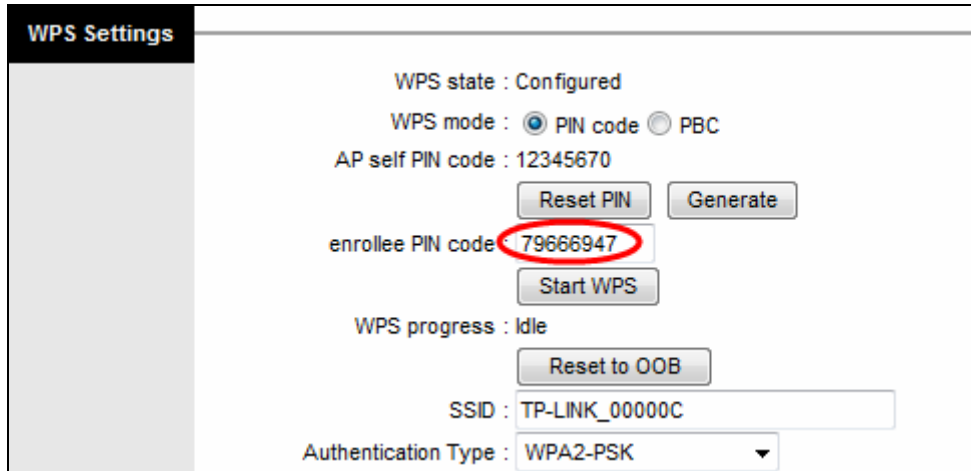 WPS Settings
WPS state : Configured
WPS mode : PIN code PBC
AP self PIN code : 12345670
Reset PIN Generate
enrollee PIN code : 79666947
Start WPS
WPS progress : Idle
Reset to OOB
SSID : TP-LINK_00000C
Authentication Type : WPA2-PSK